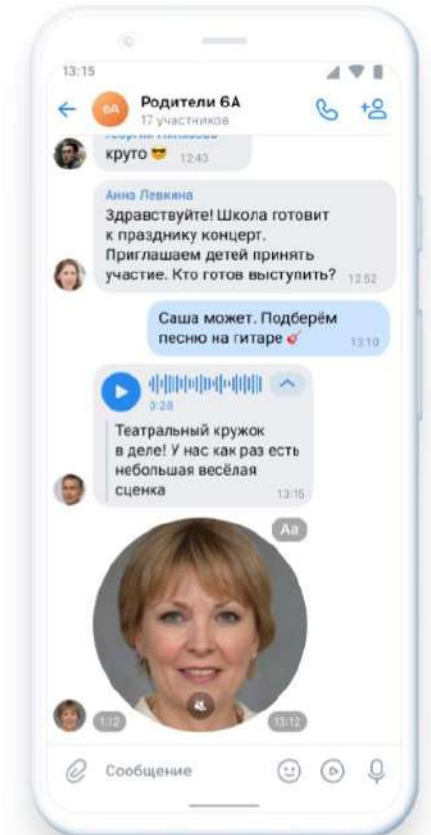 13:15
6А
Родители 6А
17 участников
круто 😎 12:43
Анна Левкина
Здравствуйте! Школа готовит
к празднику концерт.
Приглашаем детей принять
участие. Кто готов выступить? 12:52
Саша может. Подберём
песню на гитаре 🎸 13:10
0:28
Театральный кружок
в деле! У нас как раз есть
небольшая весёлая
сценка 13:15
Aa
1:12 13:12
Сообщение